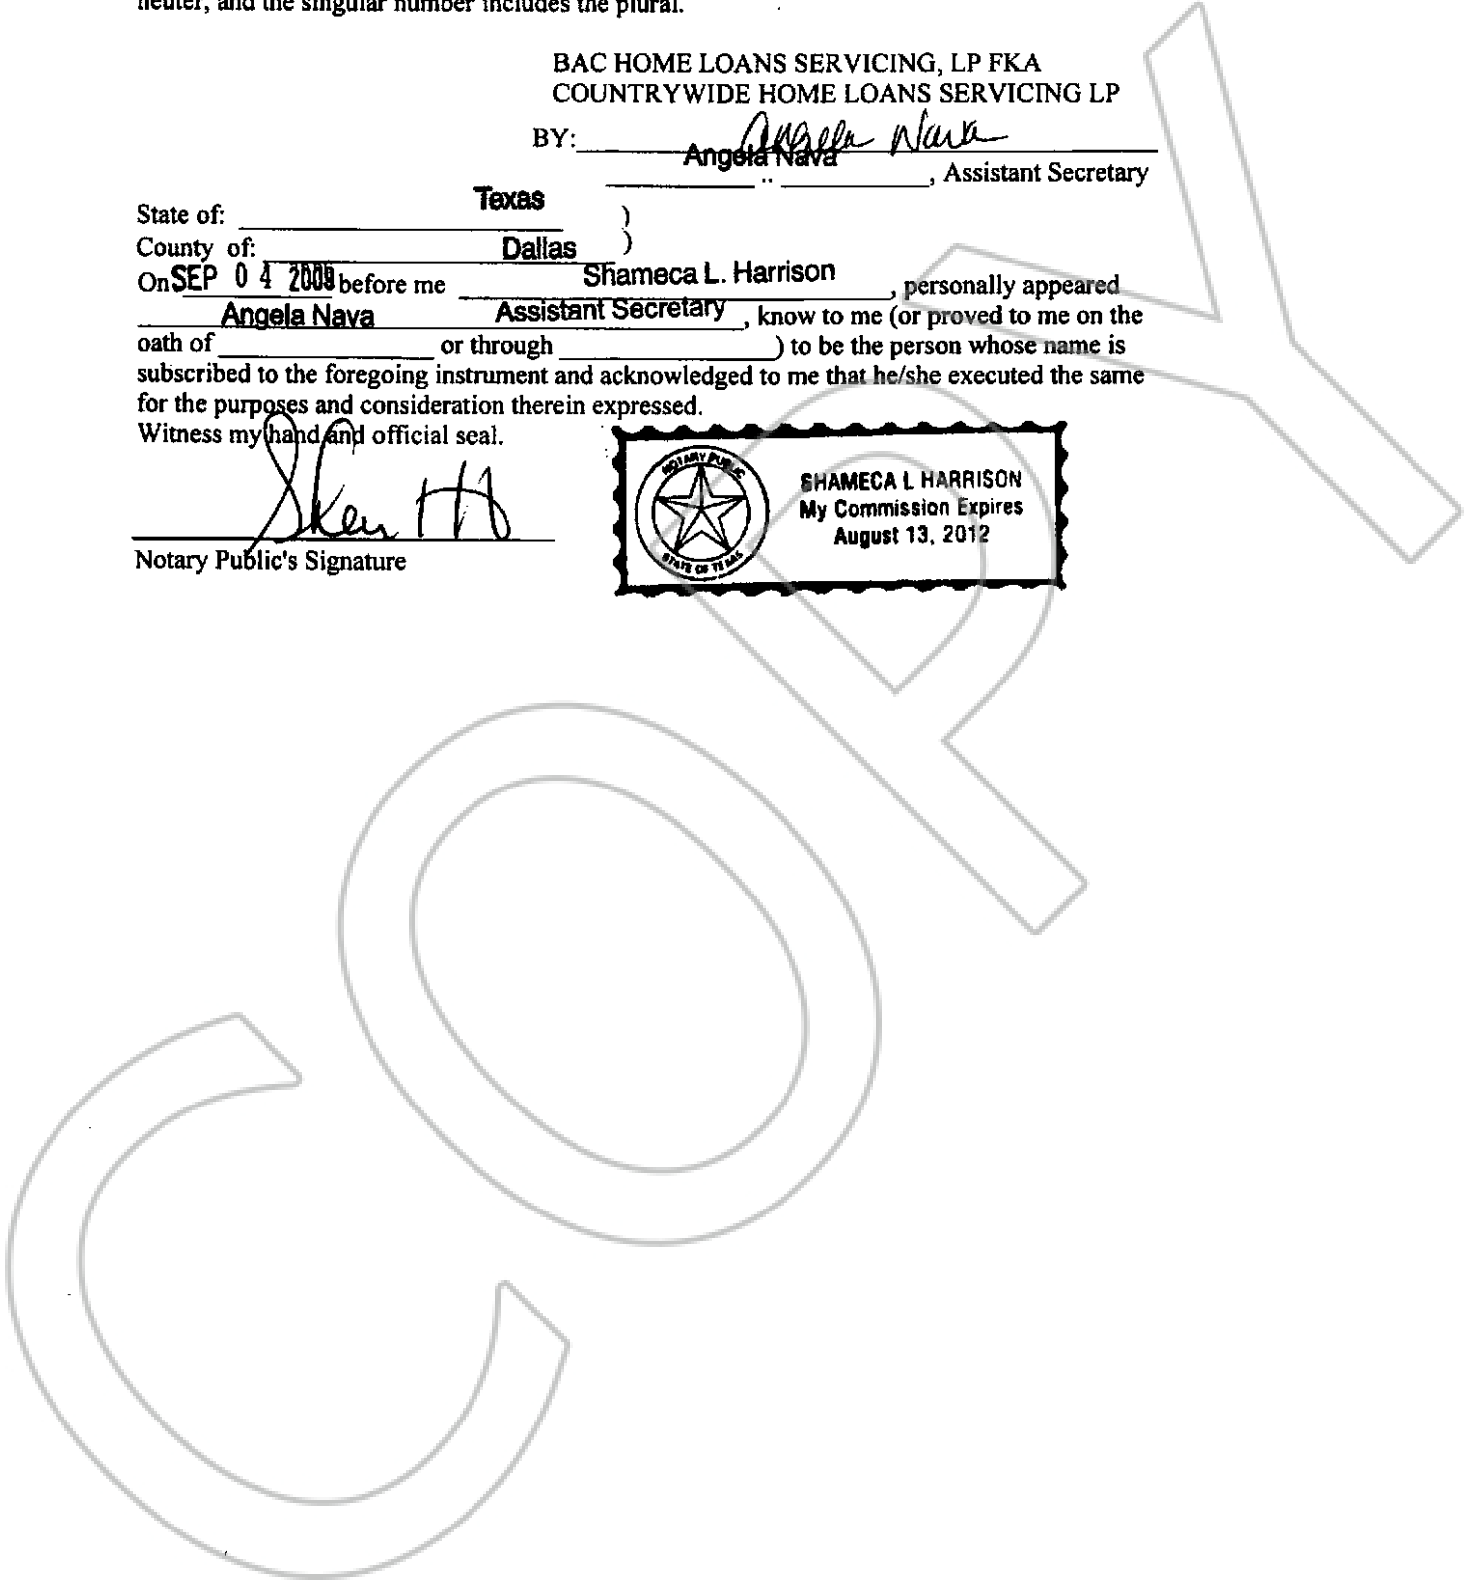 neuter, and the singular number includes the plural.
BAC HOME LOANS SERVICING, LP FKA
COUNTRYWIDE HOME LOANS SERVICING LP
BY: Angela Nava
Angela Nava
, Assistant Secretary
State of: Texas )
County of: Dallas )
On SEP 04 2009 before me Shameca L. Harrison, personally appeared
Angela Nava Assistant Secretary, know to me (or proved to me on the
oath of ____ or through ____) to be the person whose name is
subscribed to the foregoing instrument and acknowledged to me that he/she executed the same
for the purposes and consideration therein expressed.
Witness my hand and official seal.
NOTARY PUBLIC
STATE OF TEXAS
SHAMECA L HARRISON
My Commission Expires
August 13, 2012
Notary Public's Signature
COPY